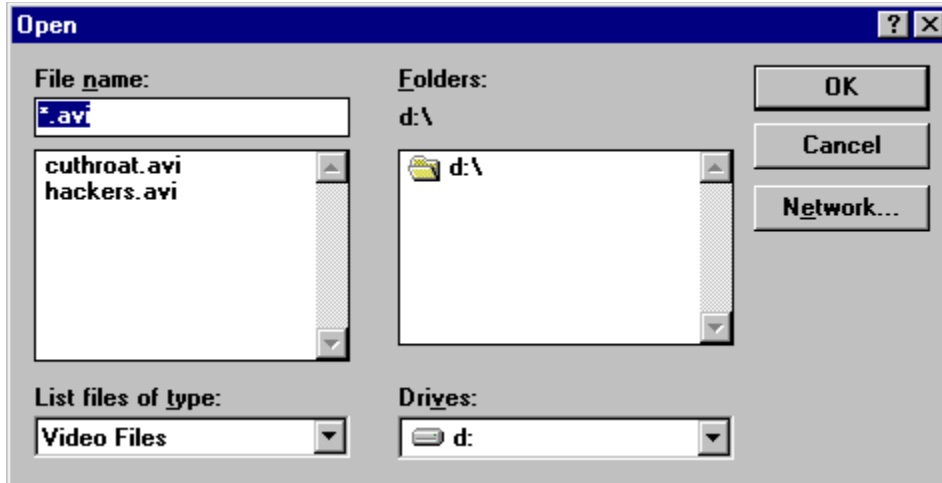 Open
File name:
*.avi
cuthroat.avi
hackers.avi
List files of type:
Video Files
Folders:
d:\
d:\
Drives:
d:
OK
Cancel
Network...